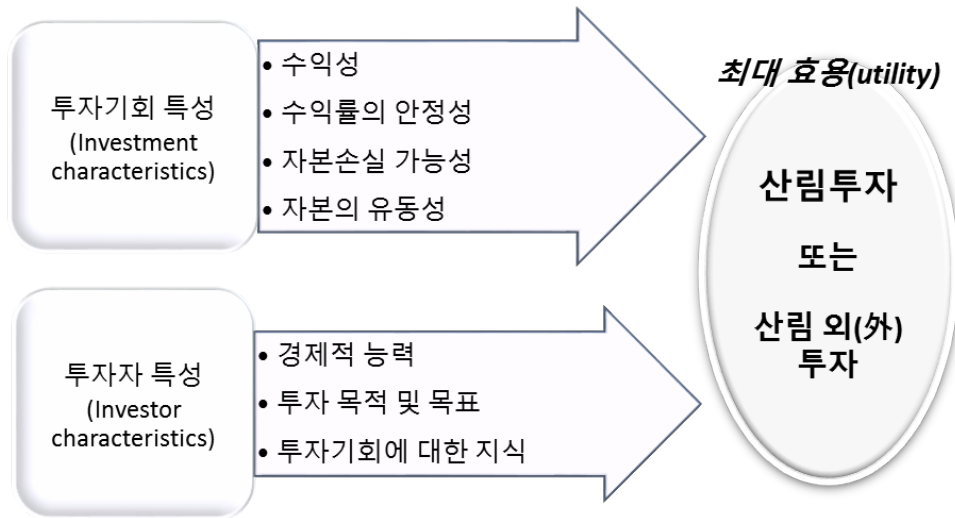 투자기회 특성
(Investment
characteristics)
• 수익성
• 수익률의 안정성
• 자본손실 가능성
• 자본의 유동성
투자자 특성
(Investor
characteristics)
• 경제적 능력
• 투자 목적 및 목표
• 투자기회에 대한 지식
최대 효용(utility)
산림투자
또는
산림 외(外)
투자